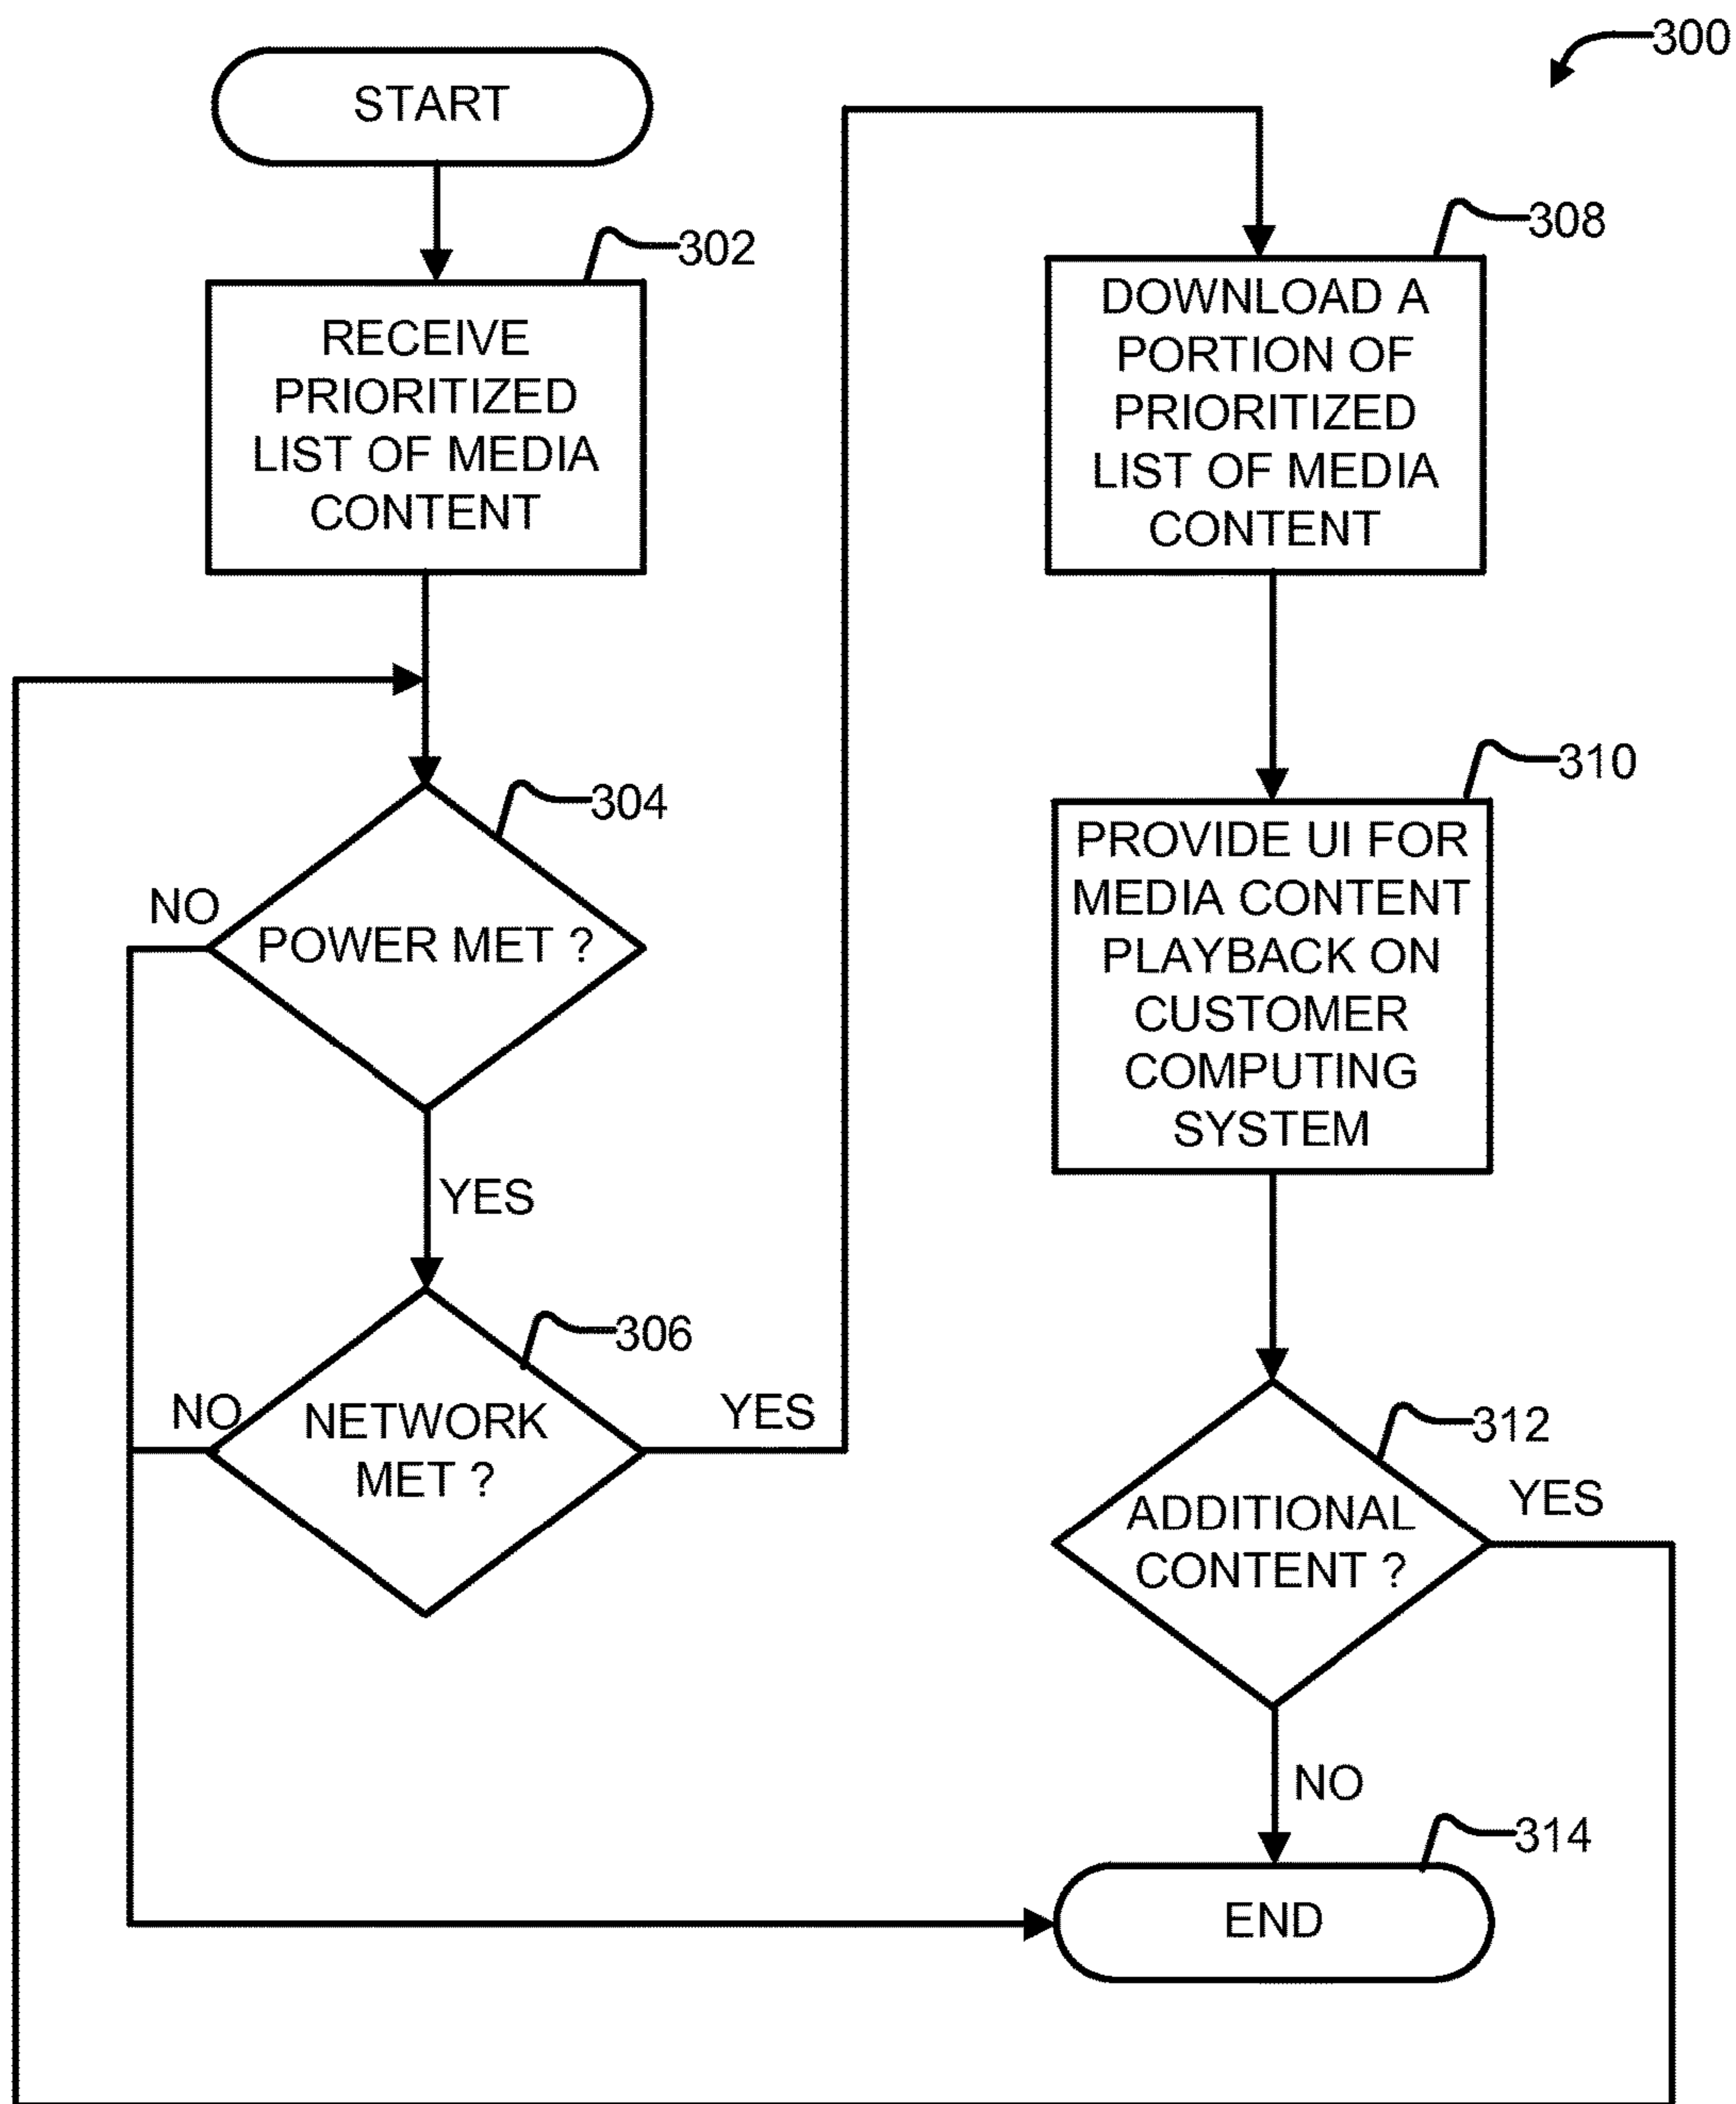 300
START
302
RECEIVE
PRIORITIZED
LIST OF MEDIA
CONTENT
304
NO
POWER MET ?
YES
306
NO
NETWORK
MET ?
YES
308
DOWNLOAD A
PORTION OF
PRIORITIZED
LIST OF MEDIA
CONTENT
310
PROVIDE UI FOR
MEDIA CONTENT
PLAYBACK ON
CUSTOMER
COMPUTING
SYSTEM
312
ADDITIONAL
CONTENT ?
YES
NO
314
END